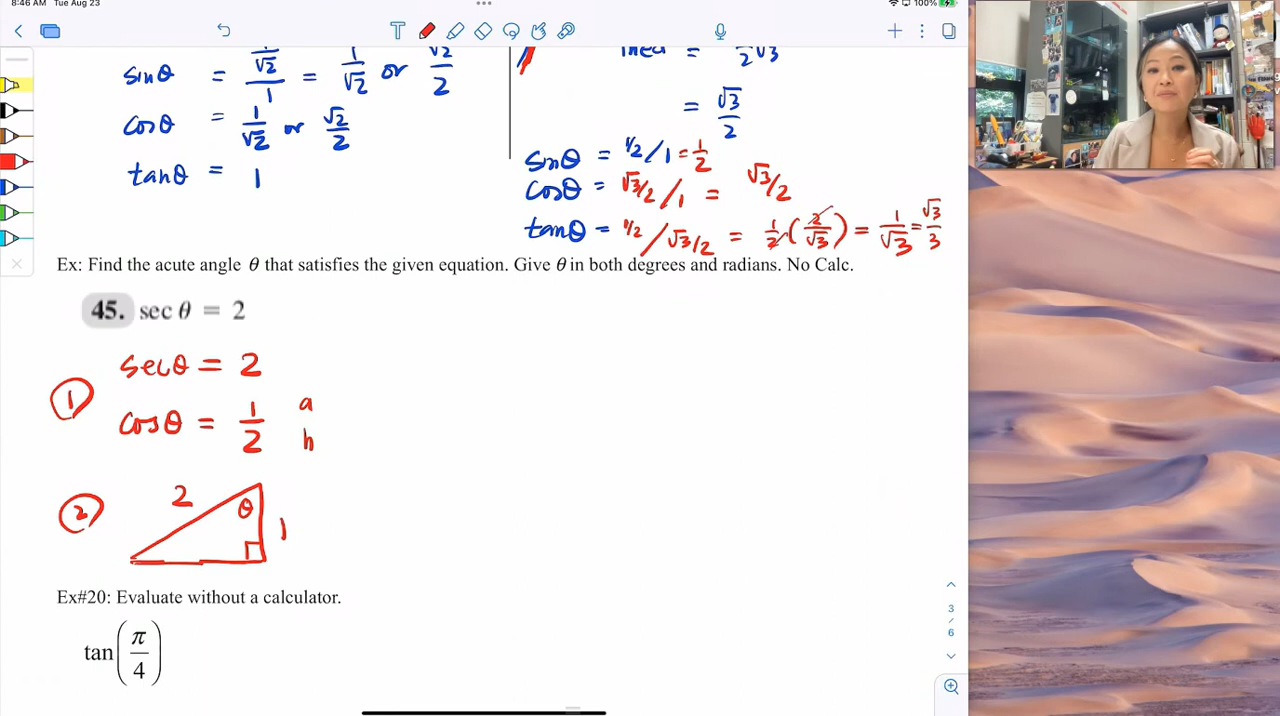 8:46 AM Tue Aug 23
100%
sinθ = 1/√2 / 1 = 1/√2 or √2/2
cosθ = 1/√2 or √2/2
tanθ = 1
= 1/2 √3
= √3/2
sinθ = 1/2 / 1 = 1/2
cosθ = √3/2 / 1 = √3/2
tanθ = 1/2 / √3/2 = 1/2 (2/√3) = 1/√3 = √3/3
Ex: Find the acute angle θ that satisfies the given equation. Give θ in both degrees and radians. No Calc.
45. sec θ = 2
① secθ = 2
cosθ = 1/2 a h
② 2 θ 1
Ex#20: Evaluate without a calculator.
tan(π/4)
3
/
6